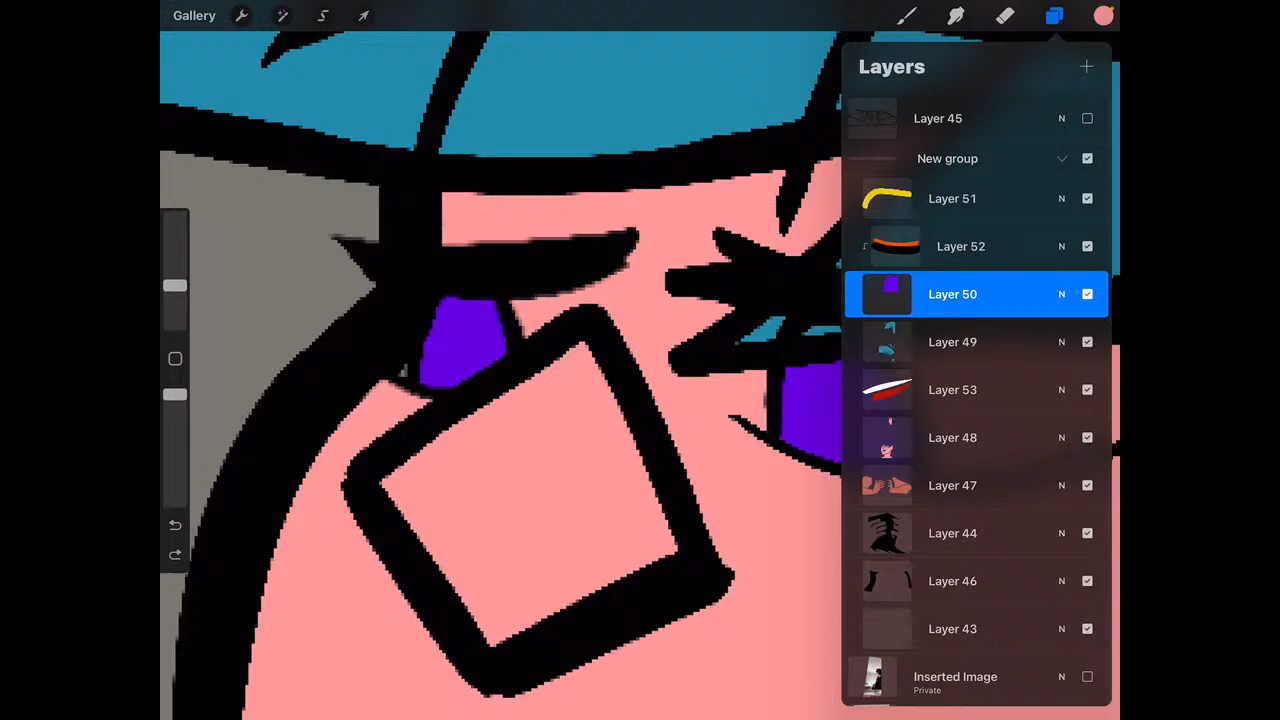 Gallery
Layers
Layer 45 N
New group
Layer 51 N
Layer 52 N
Layer 50 N
Layer 49 N
Layer 53 N
Layer 48 N
Layer 47 N
Layer 44 N
Layer 46 N
Layer 43 N
Inserted Image N
Private